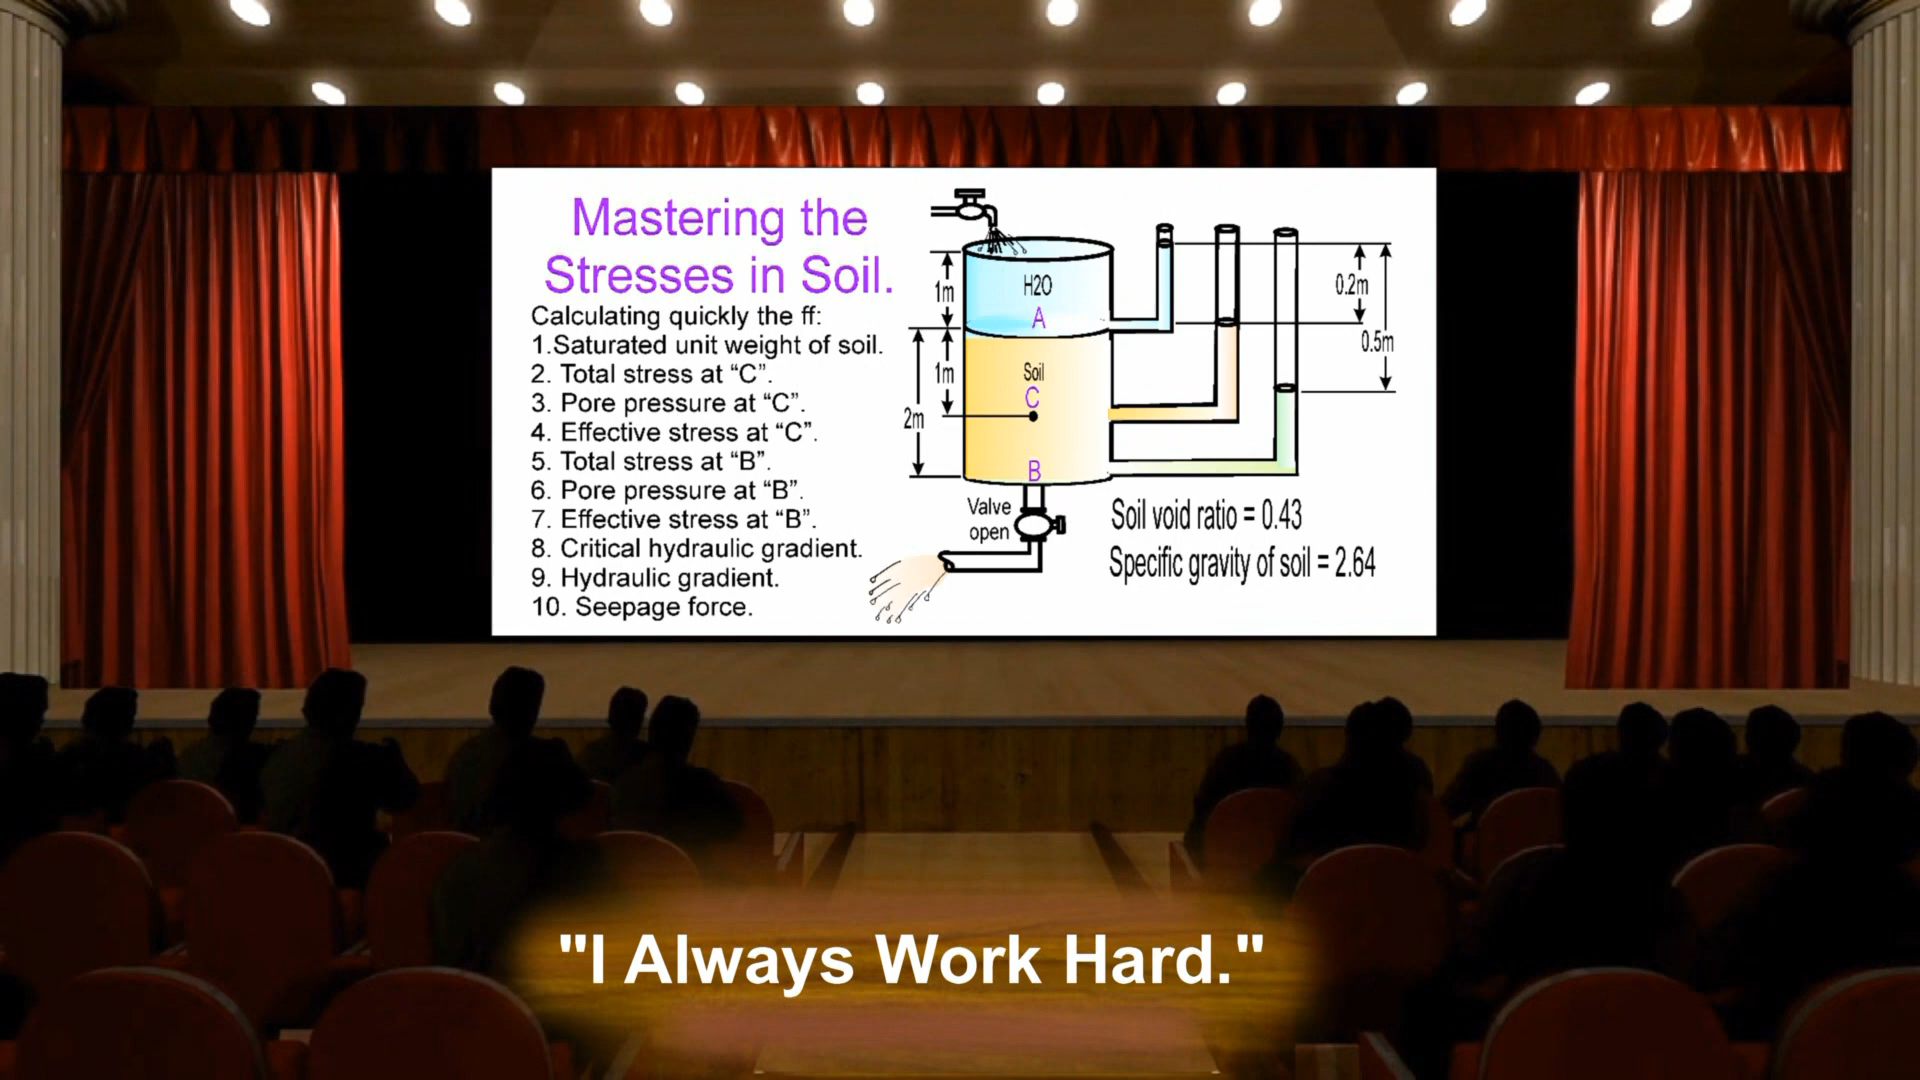 Mastering the
Stresses in Soil.
Calculating quickly the ff:
1.Saturated unit weight of soil.
2. Total stress at “C”.
3. Pore pressure at “C”.
4. Effective stress at “C”.
5. Total stress at “B”.
6. Pore pressure at “B”.
7. Effective stress at “B”.
8. Critical hydraulic gradient.
9. Hydraulic gradient.
10. Seepage force.
1m
H2O
A
0.2m
0.5m
1m
Soil
C
2m
B
Valve
open
Soil void ratio = 0.43
Specific gravity of soil = 2.64
"I Always Work Hard."